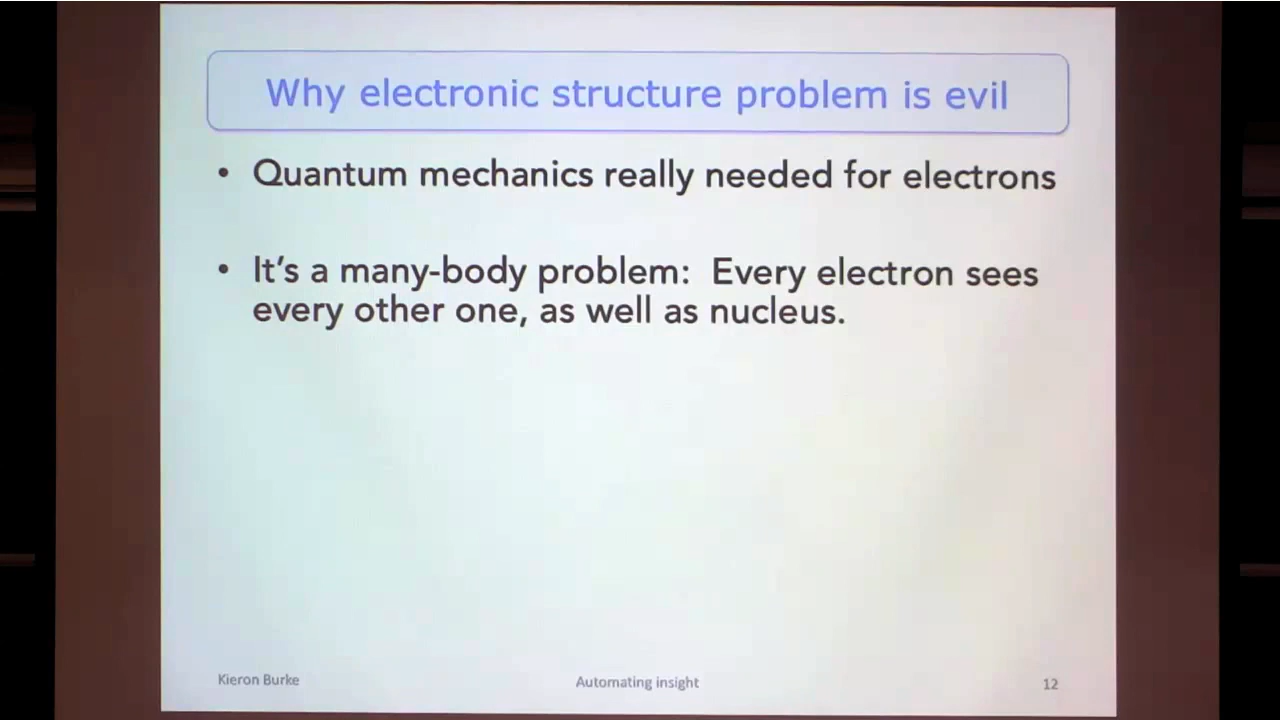 Why electronic structure problem is evil
• Quantum mechanics really needed for electrons
• It's a many-body problem:  Every electron sees
every other one, as well as nucleus.
Kieron Burke
Automating insight
12